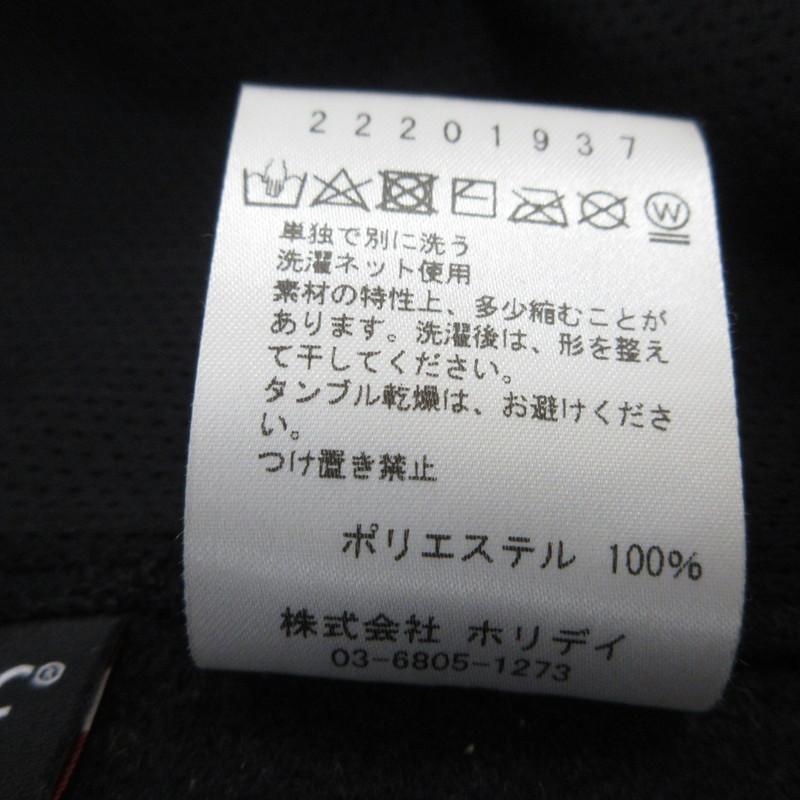 22201937
W
単独で別に洗う
洗濯ネット使用
素材の特性上、多少縮むことが
あります。洗濯後は、形を整え
て干してください。
タンブル乾燥は、お避けくださ
い。
つけ置き禁止
ポリエステル 100%
株式会社 ホリデイ
03-6805-1273
C®